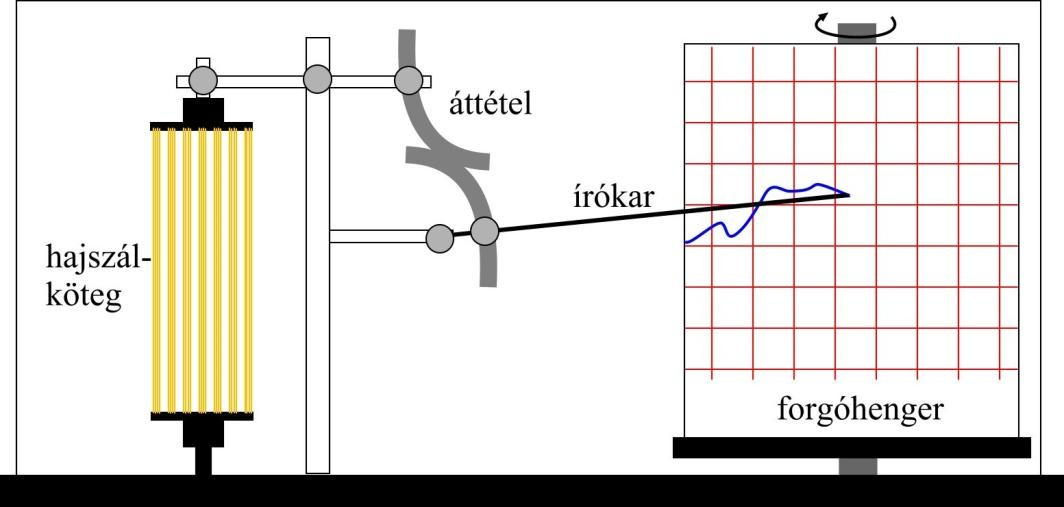 áttétel
írókar
hajszál-
köteg
forgóhenger